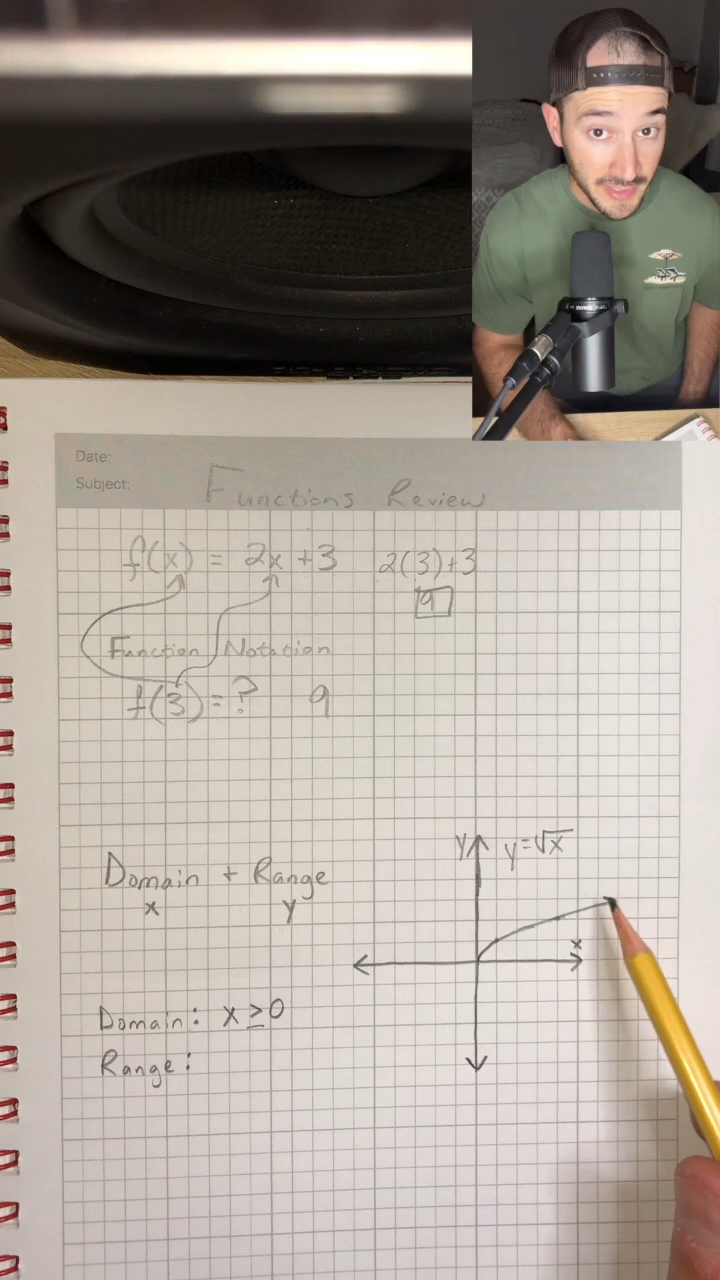 Date:
Subject: Functions Review
f(x) = 2x + 3 2(3)+3
9
Function Notation
f(3) = ? 9
y y=√x
Domain + Range
x y
x
Domain: x ≥ 0
Range: